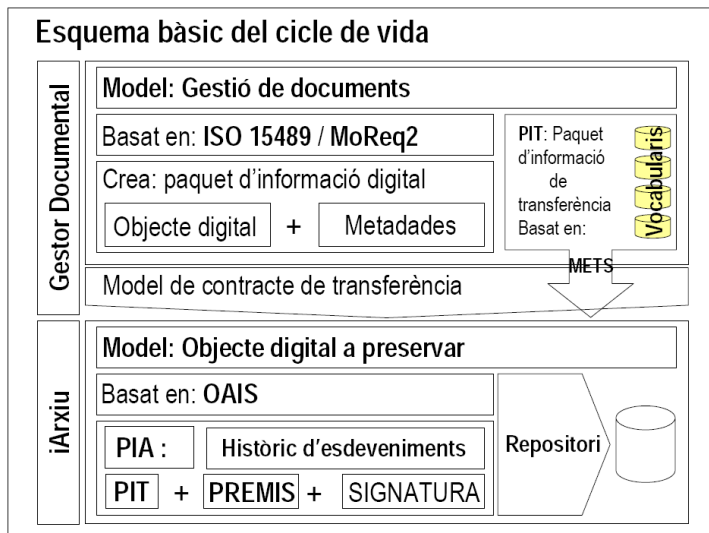 Esquema bàsic del cicle de vida
Gestor Documental
Model: Gestió de documents
Basat en: ISO 15489 / MoReq2
Crea: paquet d'informació digital
Objecte digital + Metadades
PIT: Paquet
d'informació
de
transferència
Basat en:
Vocabularis
METS
Model de contracte de transferència
iArxiu
Model: Objecte digital a preservar
Basat en: OAIS
PIA : Històric d'esdeveniments
PIT + PREMIS + SIGNATURA
Repositori